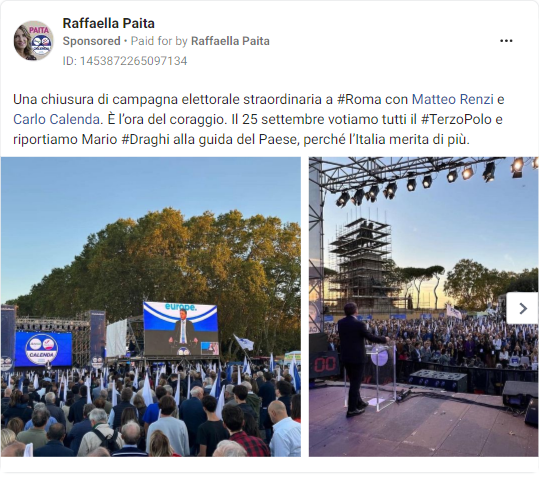 Raffaella Paita
Sponsored • Paid for by Raffaella Paita
ID: 1453872265097134
Una chiusura di campagna elettorale straordinaria a #Roma con Matteo Renzi e
Carlo Calenda. È l’ora del coraggio. Il 25 settembre votiamo tutti il #TerzoPolo e
riportiamo Mario #Draghi alla guida del Paese, perché l’Italia merita di più.
PAITA
CALENDA
europe.
CALENDA